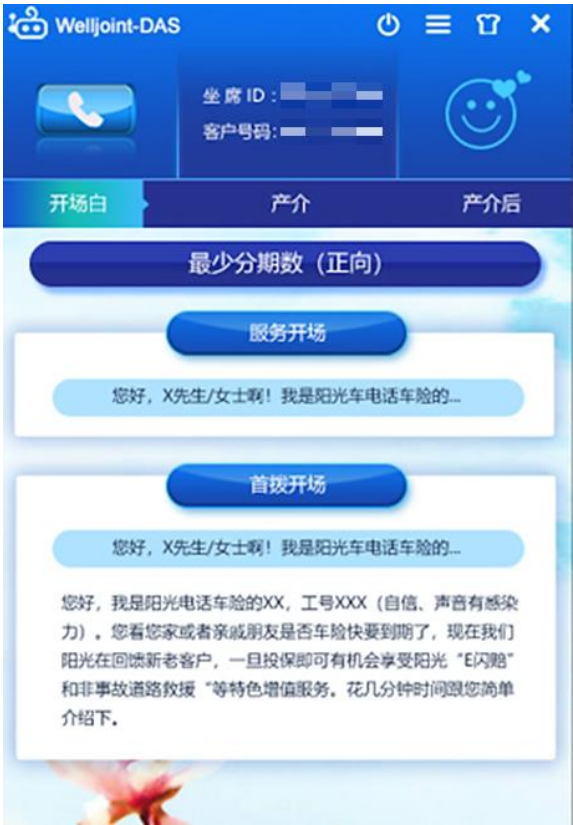 Welljoint-DAS
坐席 ID：
客户号码：
开场白
产介
产介后
最少分期数（正向）
服务开场
您好，X先生/女士啊！我是阳光车电话车险的...
首拨开场
您好，X先生/女士啊！我是阳光车电话车险的...
您好，我是阳光电话车险的XX，工号XXX（自信、声音有感染
力）。您看您家或者亲戚朋友是否车险快要到期了，现在我们
阳光在回馈新老客户，一旦投保即可有机会享受阳光“E闪赔”
和非事故道路救援“等特色增值服务。花几分钟时间跟您简单
介绍下。